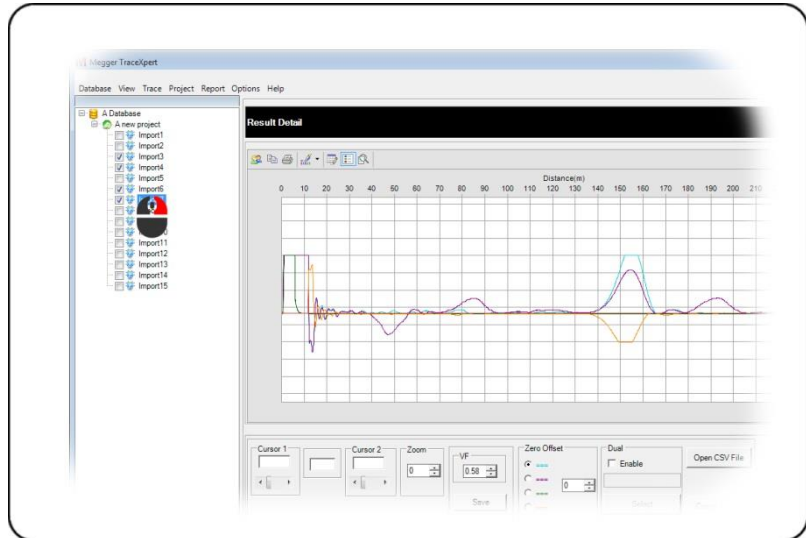 Megger TraceXpert
Database View Trace Project Report Options Help
A Database
A new project
Import1
Import2
Import3
Import4
Import5
Import6
Import11
Import12
Import13
Import14
Import15
Result Detail
Distance(m)
0 10 20 30 40 50 60 70 80 90 100 110 120 130 140 150 160 170 180 190 200 210
Cursor 1
Cursor 2
Zoom
0
VF
0.58
Save
Zero Offset
0
Dual
Enable
Select
Open CSV File